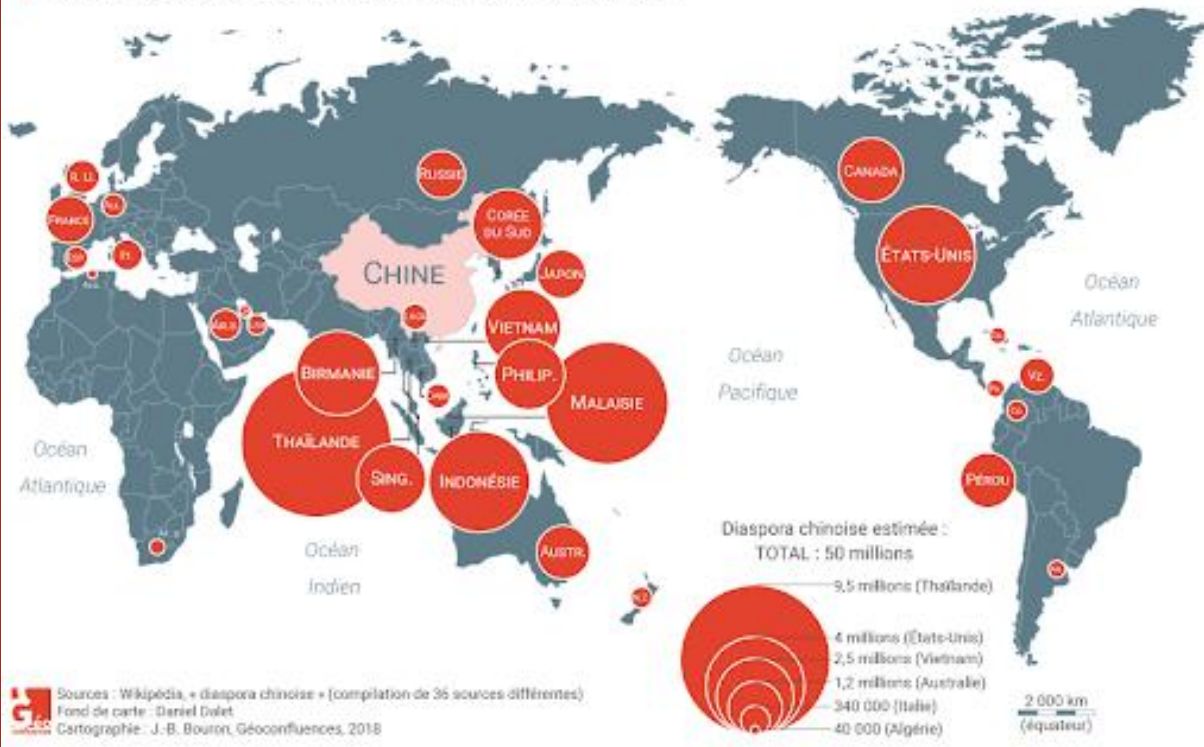 R. U.
RUSSIE
CANADA
FRANCE
CORÉE
DU SUD
ÉTATS-UNIS
CHINE
JAPON
Océan
Atlantique
VIETNAM
Océan
Pacifique
BIRMANIE
PHILIP.
MALAISIE
VZ.
THAÏLANDE
Océan
Atlantique
SING.
INDONÉSIE
PÉROU
Océan
Indien
AUSTR.
Diaspora chinoise estimée :
TOTAL : 50 millions
9,5 millions (Thaïlande)
4 millions (États-Unis)
2,5 millions (Vietnam)
1,2 millions (Australie)
340 000 (Italie)
40 000 (Algérie)
2 000 km
(équateur)
Géo
Sources : Wikipédia, « diaspora chinoise » (compilation de 36 sources différentes)
Fond de carte : Daniel Dalet
Cartographie : J.-B. Bouron, Géoconfluences, 2018